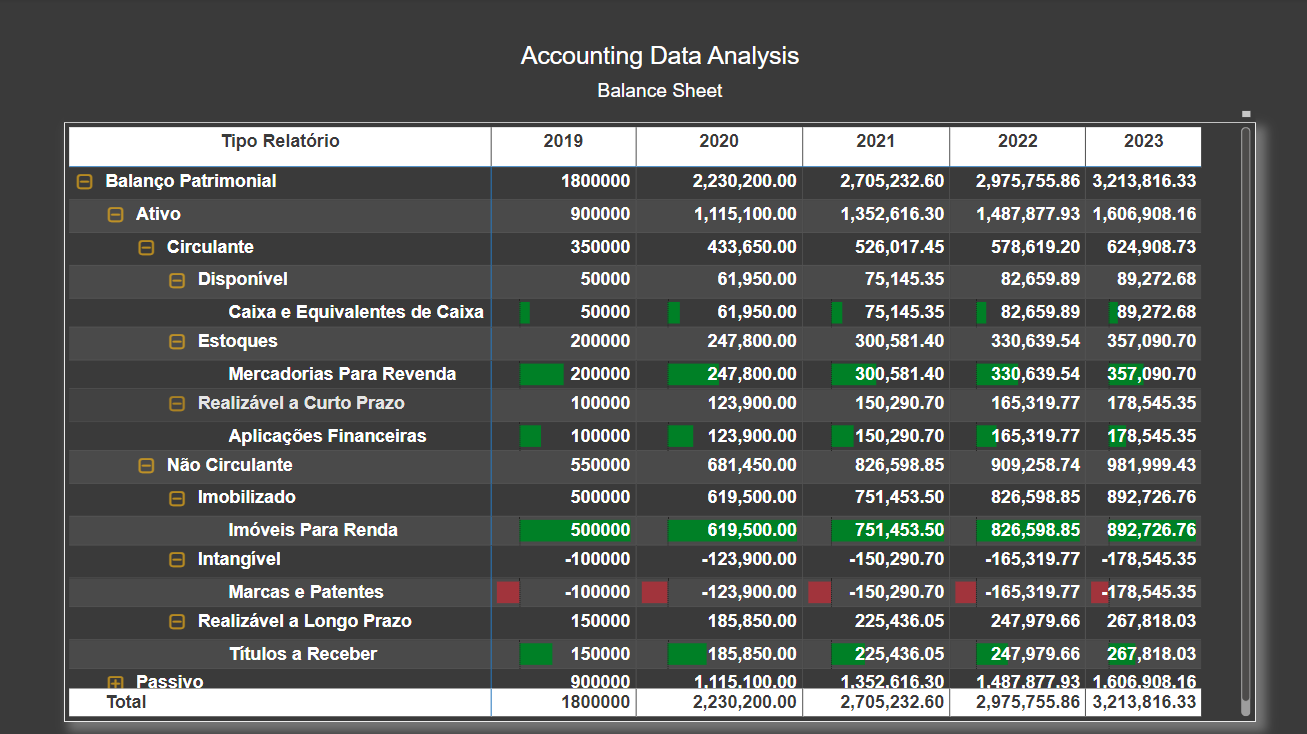 Accounting Data Analysis
Balance Sheet
Tipo Relatório 2019 2020 2021 2022 2023
Balanço Patrimonial 1800000 2,230,200.00 2,705,232.60 2,975,755.86 3,213,816.33
Ativo 900000 1,115,100.00 1,352,616.30 1,487,877.93 1,606,908.16
Circulante 350000 433,650.00 526,017.45 578,619.20 624,908.73
Disponível 50000 61,950.00 75,145.35 82,659.89 89,272.68
Caixa e Equivalentes de Caixa 50000 61,950.00 75,145.35 82,659.89 89,272.68
Estoques 200000 247,800.00 300,581.40 330,639.54 357,090.70
Mercadorias Para Revenda 200000 247,800.00 300,581.40 330,639.54 357,090.70
Realizável a Curto Prazo 100000 123,900.00 150,290.70 165,319.77 178,545.35
Aplicações Financeiras 100000 123,900.00 150,290.70 165,319.77 178,545.35
Não Circulante 550000 681,450.00 826,598.85 909,258.74 981,999.43
Imobilizado 500000 619,500.00 751,453.50 826,598.85 892,726.76
Imóveis Para Renda 500000 619,500.00 751,453.50 826,598.85 892,726.76
Intangível -100000 -123,900.00 -150,290.70 -165,319.77 -178,545.35
Marcas e Patentes -100000 -123,900.00 -150,290.70 -165,319.77 -178,545.35
Realizável a Longo Prazo 150000 185,850.00 225,436.05 247,979.66 267,818.03
Títulos a Receber 150000 185,850.00 225,436.05 247,979.66 267,818.03
Passivo 900000 1,115,100.00 1,352,616.30 1,487,877.93 1,606,908.16
Total 1800000 2,230,200.00 2,705,232.60 2,975,755.86 3,213,816.33